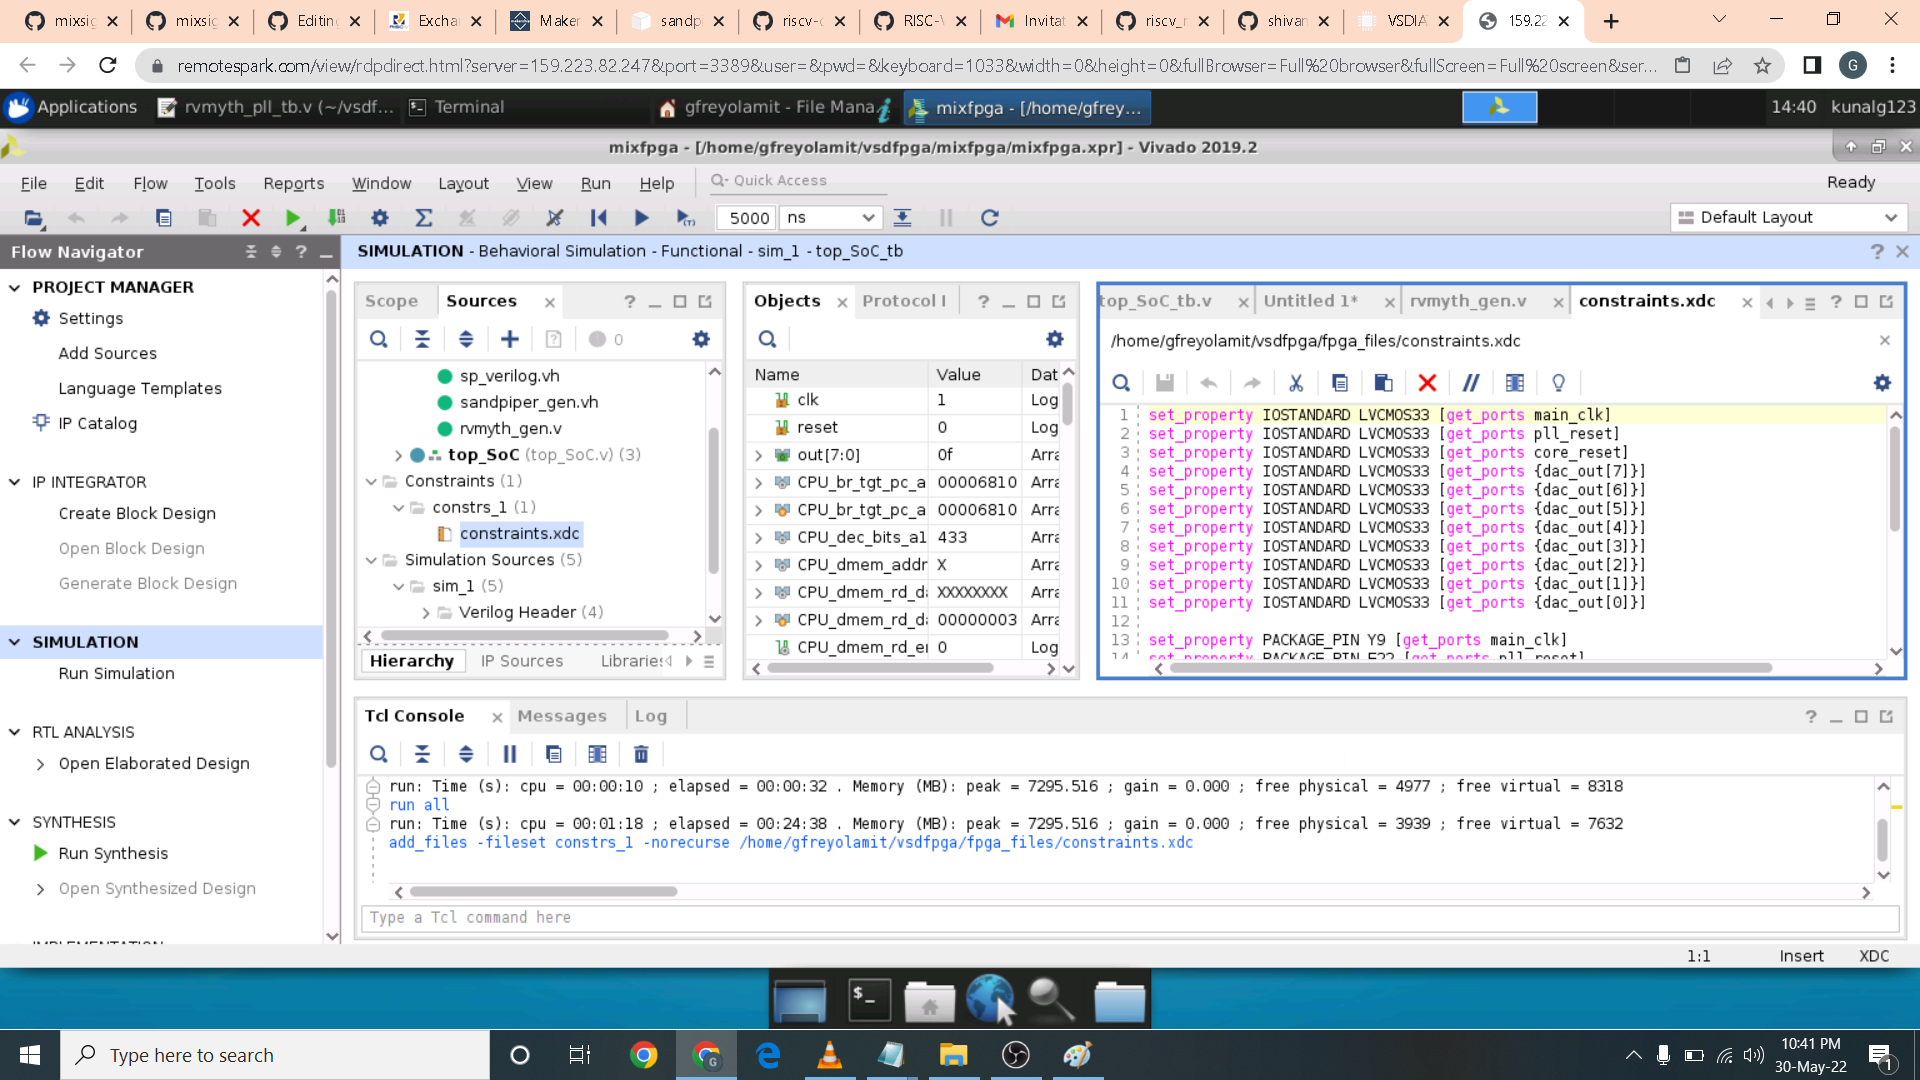 mixsig
mixsig
Editing
Exchan
Maker
sandp
riscv-
RISC-V
Invitat
riscv_r
shivan
VSDIA
159.22
remotespark.com/view/rdpdirect.html?server=159.223.82.247&port=3389&user=&pwd=&keyboard=1033&width=0&height=0&fullBrowser=Full%20browser&fullScreen=Full%20screen&ser...
G
Applications
rvmyth_pll_tb.v (~/vsdf...
Terminal
gfreyolamit - File Mana
mixfpga - [/home/gfrey...
14:40
kunalg123
mixfpga - [/home/gfreyolamit/vsdfpga/mixfpga/mixfpga.xpr] - Vivado 2019.2
File Edit Flow Tools Reports Window Layout View Run Help
Quick Access
Ready
5000 ns
Default Layout
Flow Navigator
SIMULATION - Behavioral Simulation - Functional - sim_1 - top_SoC_tb
PROJECT MANAGER
Settings
Add Sources
Language Templates
IP Catalog
IP INTEGRATOR
Create Block Design
Open Block Design
Generate Block Design
SIMULATION
Run Simulation
RTL ANALYSIS
Open Elaborated Design
SYNTHESIS
Run Synthesis
Open Synthesized Design
IMPLEMENTATION
Scope
Sources
0
sp_verilog.vh
sandpiper_gen.vh
rvmyth_gen.v
top_SoC (top_SoC.v) (3)
Constraints (1)
constrs_1 (1)
constraints.xdc
Simulation Sources (5)
sim_1 (5)
Verilog Header (4)
Hierarchy
IP Sources
Libraries
Objects
Protocol I
Name Value Dat
clk 1 Log
reset 0 Log
out[7:0] 0f Arra
CPU_br_tgt_pc_a 00006810 Arra
CPU_br_tgt_pc_a 00006810 Arra
CPU_dec_bits_a1 433 Arra
CPU_dmem_addr X Arra
CPU_dmem_rd_da XXXXXXXX Arra
CPU_dmem_rd_da 00000003 Arra
CPU_dmem_rd_en 0 Log
top_SoC_tb.v
Untitled 1*
rvmyth_gen.v
constraints.xdc
/home/gfreyolamit/vsdfpga/fpga_files/constraints.xdc
1 set_property IOSTANDARD LVCMOS33 [get_ports main_clk]
2 set_property IOSTANDARD LVCMOS33 [get_ports pll_reset]
3 set_property IOSTANDARD LVCMOS33 [get_ports core_reset]
4 set_property IOSTANDARD LVCMOS33 [get_ports {dac_out[7]}]
5 set_property IOSTANDARD LVCMOS33 [get_ports {dac_out[6]}]
6 set_property IOSTANDARD LVCMOS33 [get_ports {dac_out[5]}]
7 set_property IOSTANDARD LVCMOS33 [get_ports {dac_out[4]}]
8 set_property IOSTANDARD LVCMOS33 [get_ports {dac_out[3]}]
9 set_property IOSTANDARD LVCMOS33 [get_ports {dac_out[2]}]
10 set_property IOSTANDARD LVCMOS33 [get_ports {dac_out[1]}]
11 set_property IOSTANDARD LVCMOS33 [get_ports {dac_out[0]}]
12
13 set_property PACKAGE_PIN Y9 [get_ports main_clk]
14 set_property PACKAGE_PIN F22 [get_ports pll_reset]
Tcl Console
Messages
Log
run: Time (s): cpu = 00:00:10 ; elapsed = 00:00:32 . Memory (MB): peak = 7295.516 ; gain = 0.000 ; free physical = 4977 ; free virtual = 8318
run all
run: Time (s): cpu = 00:01:18 ; elapsed = 00:24:38 . Memory (MB): peak = 7295.516 ; gain = 0.000 ; free physical = 3939 ; free virtual = 7632
add_files -fileset constrs_1 -norecurse /home/gfreyolamit/vsdfpga/fpga_files/constraints.xdc
Type a Tcl command here
1:1
Insert
XDC
Type here to search
10:41 PM
30-May-22
1